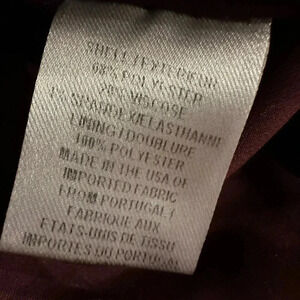 SHELL / EXTERIEUR
POLYESTER
VISCOSE
1% SPANDEX/ELASTHANNE
LINING / DOUBLURE
100% POLYESTER
MADE IN THE USA OF
IMPORTED FABRIC
FROM PORTUGAL /
FABRIQUE AUX
ETATS-UNIS DE TISSU
IMPORTES DU PORTUGAL